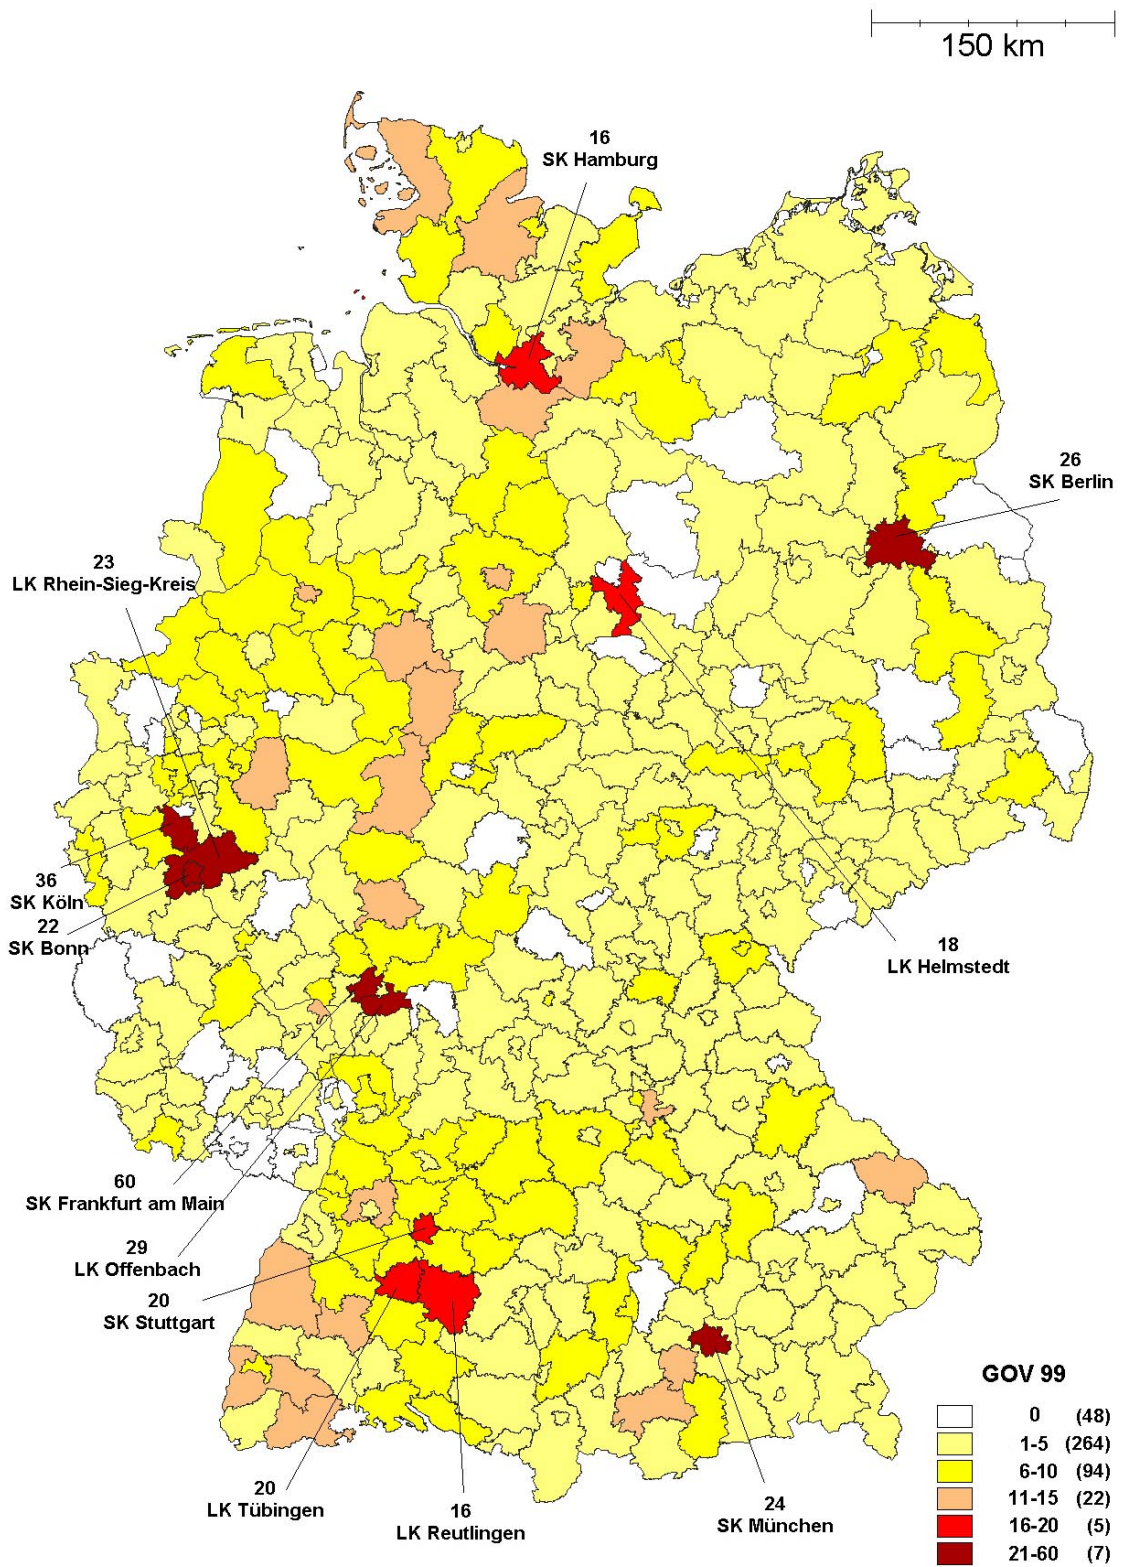 150 km
16
SK Hamburg
26
SK Berlin
23
LK Rhein-Sieg-Kreis
36
SK Köln
22
SK Bonn
18
LK Helmstedt
60
SK Frankfurt am Main
29
LK Offenbach
20
SK Stuttgart
20
LK Tübingen
16
LK Reutlingen
24
SK München
GOV 99
0 (48)
1-5 (264)
6-10 (94)
11-15 (22)
16-20 (5)
21-60 (7)